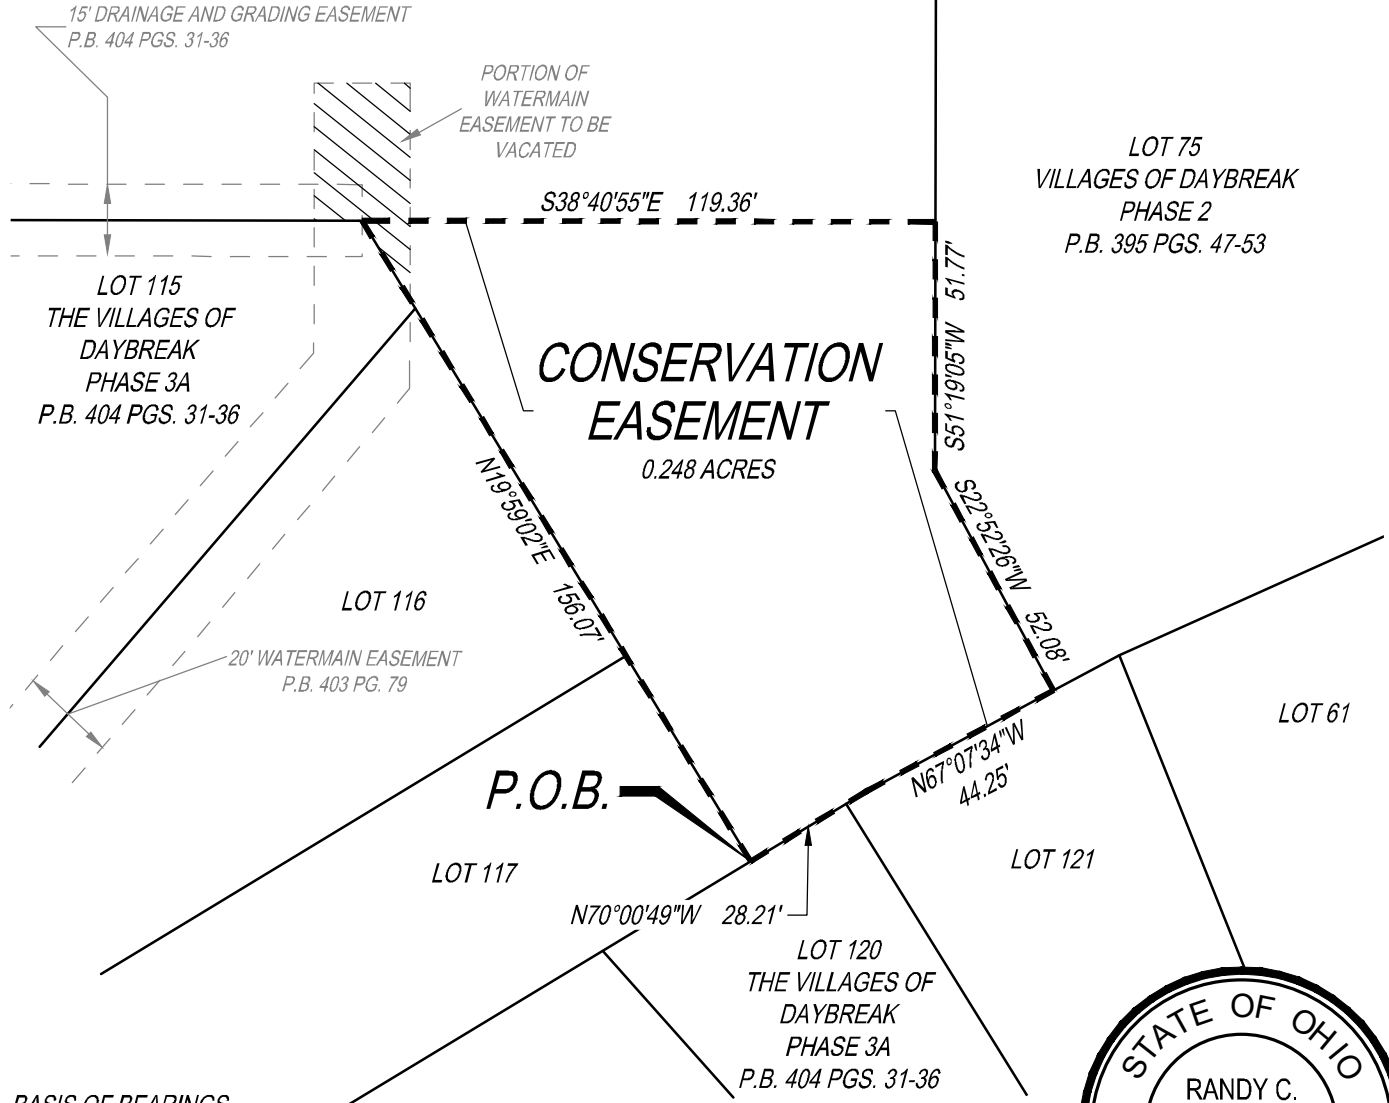 15' DRAINAGE AND GRADING EASEMENT
P.B. 404 PGS. 31-36
PORTION OF
WATERMAIN
EASEMENT TO BE
VACATED
LOT 75
VILLAGES OF DAYBREAK
PHASE 2
P.B. 395 PGS. 47-53
S38°40'55"E 119.36'
S51°19'05"W 51.77'
LOT 115
THE VILLAGES OF
DAYBREAK
PHASE 3A
P.B. 404 PGS. 31-36
CONSERVATION
EASEMENT
0.248 ACRES
N19°59'02"E 156.07'
S22°52'26"W 52.08'
LOT 116
20' WATERMAIN EASEMENT
P.B. 403 PG. 79
LOT 61
N67°07'34"W
44.25'
P.O.B.
LOT 117
LOT 121
N70°00'49"W 28.21'
LOT 120
THE VILLAGES OF
DAYBREAK
PHASE 3A
P.B. 404 PGS. 31-36
STATE OF OHIO
RANDY C.
BASIS OF BEARINGS